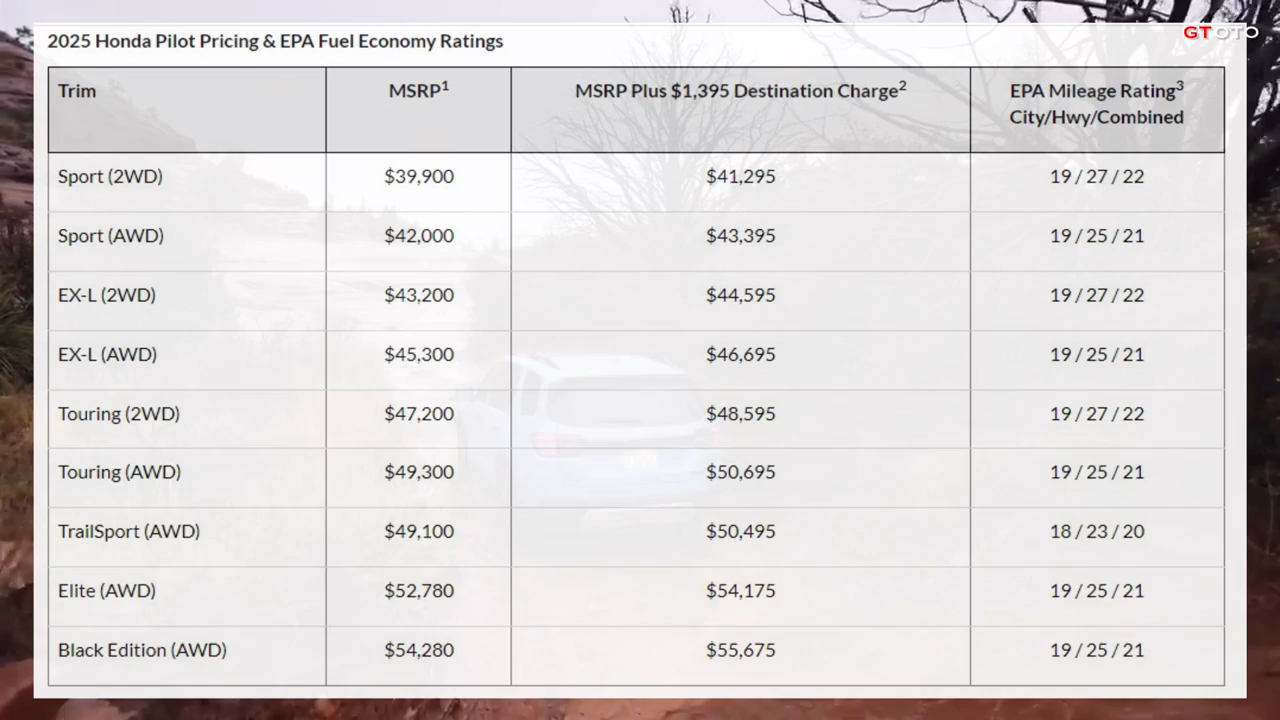 GTOTO
2025 Honda Pilot Pricing & EPA Fuel Economy Ratings
Trim MSRP1 MSRP Plus $1,395 Destination Charge2 EPA Mileage Rating3
City/Hwy/Combined
Sport (2WD) $39,900 $41,295 19 / 27 / 22
Sport (AWD) $42,000 $43,395 19 / 25 / 21
EX-L (2WD) $43,200 $44,595 19 / 27 / 22
EX-L (AWD) $45,300 $46,695 19 / 25 / 21
Touring (2WD) $47,200 $48,595 19 / 27 / 22
Touring (AWD) $49,300 $50,695 19 / 25 / 21
TrailSport (AWD) $49,100 $50,495 18 / 23 / 20
Elite (AWD) $52,780 $54,175 19 / 25 / 21
Black Edition (AWD) $54,280 $55,675 19 / 25 / 21